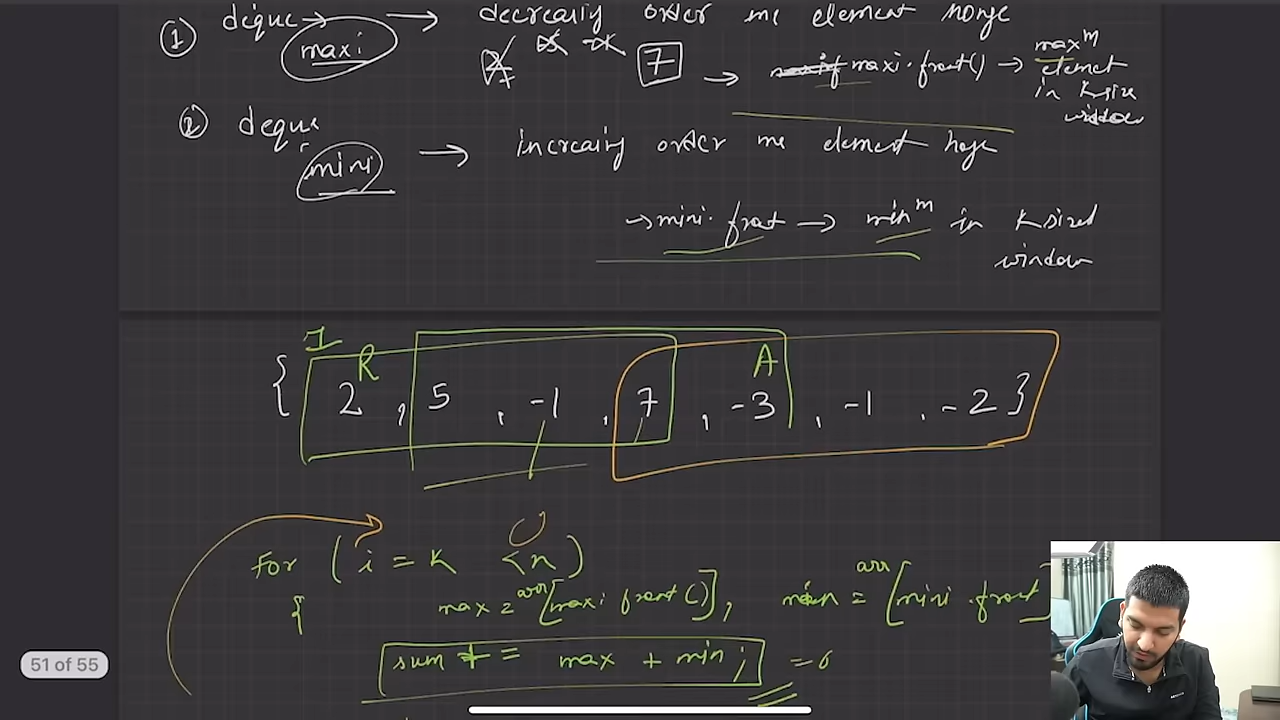 ① deque → decreasing order me element honge
maxi 7 → maxi.front() → maxᵐ element in K size window
② deque
mini → increasing order me element hoge
→ mini.front → minᵐ in K sized window
1 R A
{ 2 , 5 , -1 , 7 , -3 , -1 , -2 }
for ( i = K <n )
{ max = arr[maxi.front()], min = arr[mini.front
sum += max + min; = 0
51 of 55